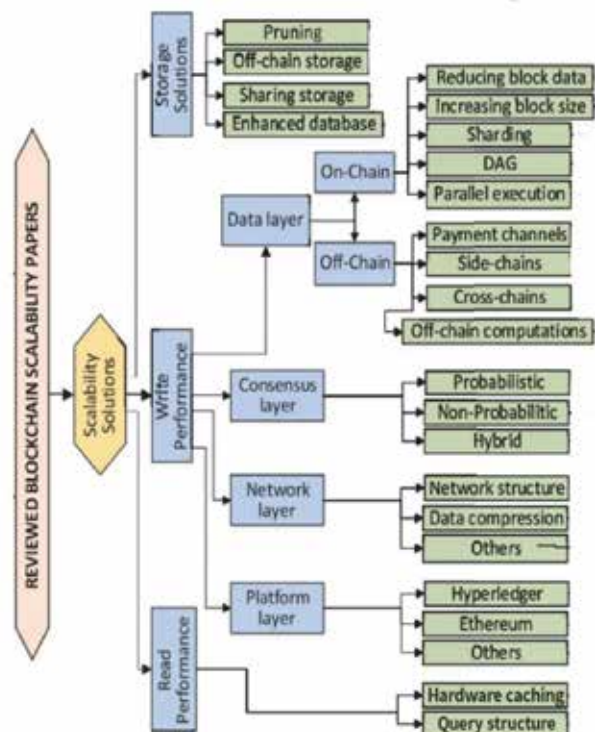 REVIEWED BLOCKCHAIN SCALABILITY PAPERS
Scalability
Solutions
Storage
Solutions
Pruning
Off-chain storage
Sharing storage
Enhanced database
Write
Performance
Data layer
On-Chain
Reducing block data
Increasing block size
Sharding
DAG
Parallel execution
Off-Chain
Payment channels
Side-chains
Cross-chains
Off-chain computations
Consensus
layer
Probabilistic
Non-Probabilitic
Hybrid
Network
layer
Network structure
Data compression
Others
Platform
layer
Hyperledger
Ethereum
Others
Read
Performance
Hardware caching
Query structure